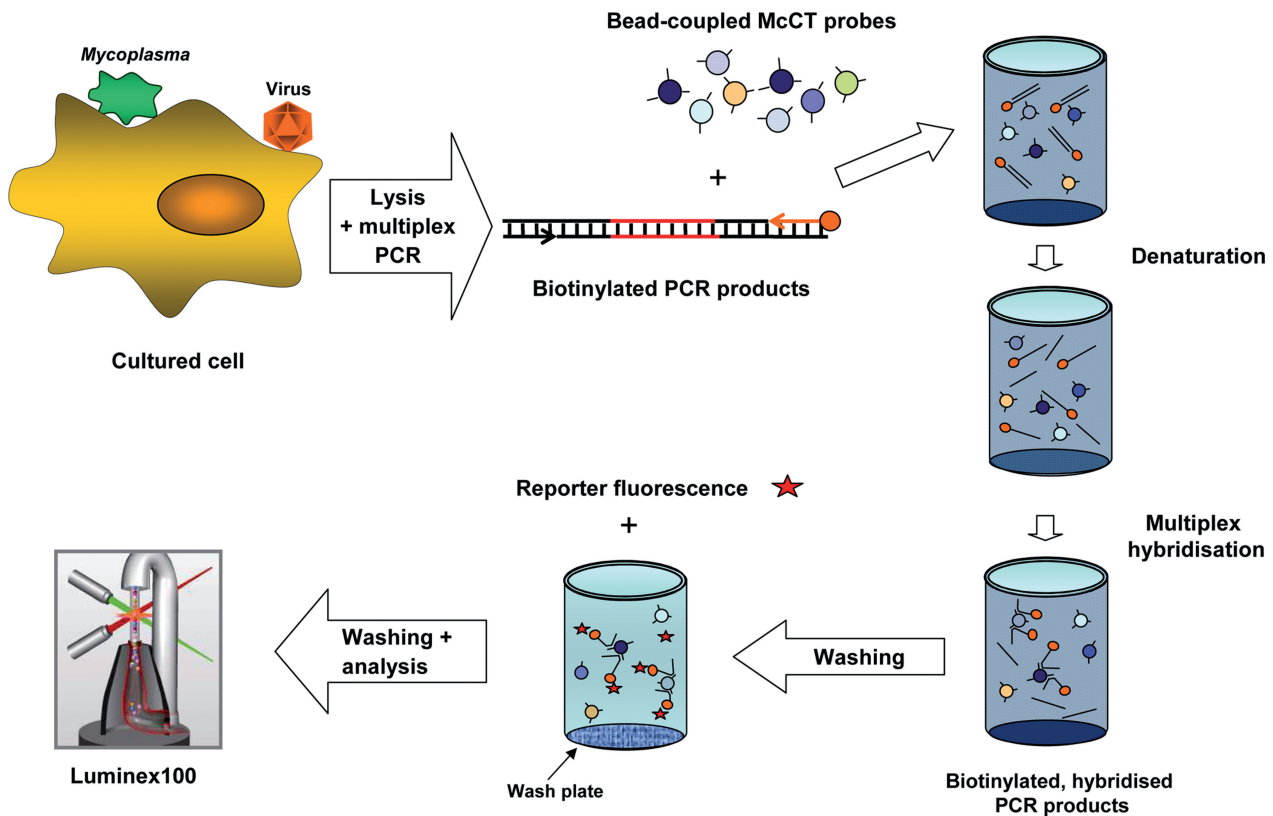 Bead-coupled McCT probes
Mycoplasma
Virus
Lysis
+ multiplex
PCR
+
Biotinylated PCR products
Cultured cell
Denaturation
Multiplex
hybridisation
Reporter fluorescence
+
Washing
Washing +
analysis
Luminex100
Wash plate
Biotinylated, hybridised
PCR products